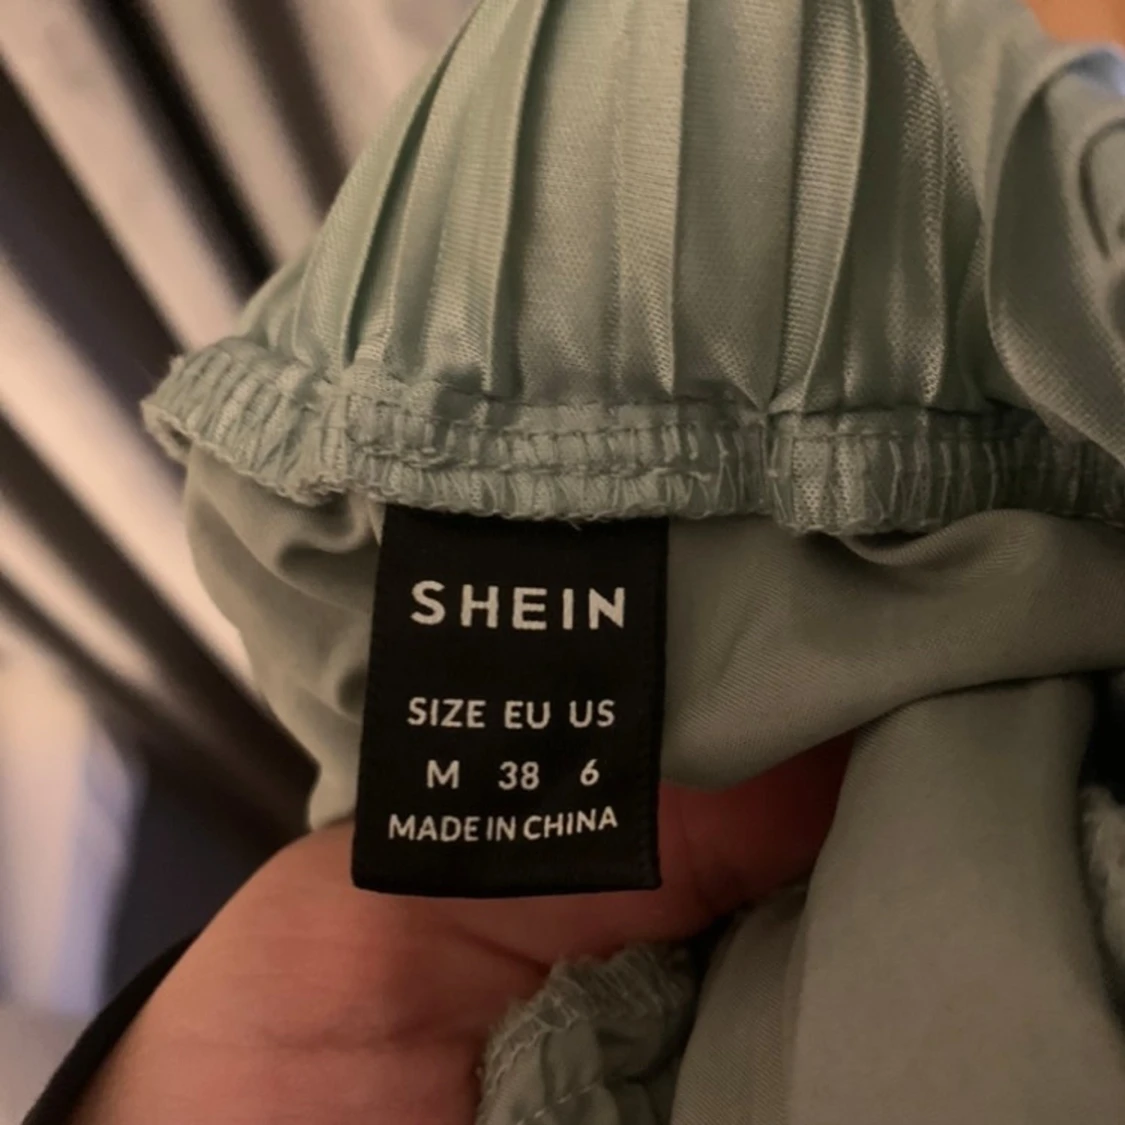 SHEIN
SIZE EU US
M 38 6
MADE IN CHINA